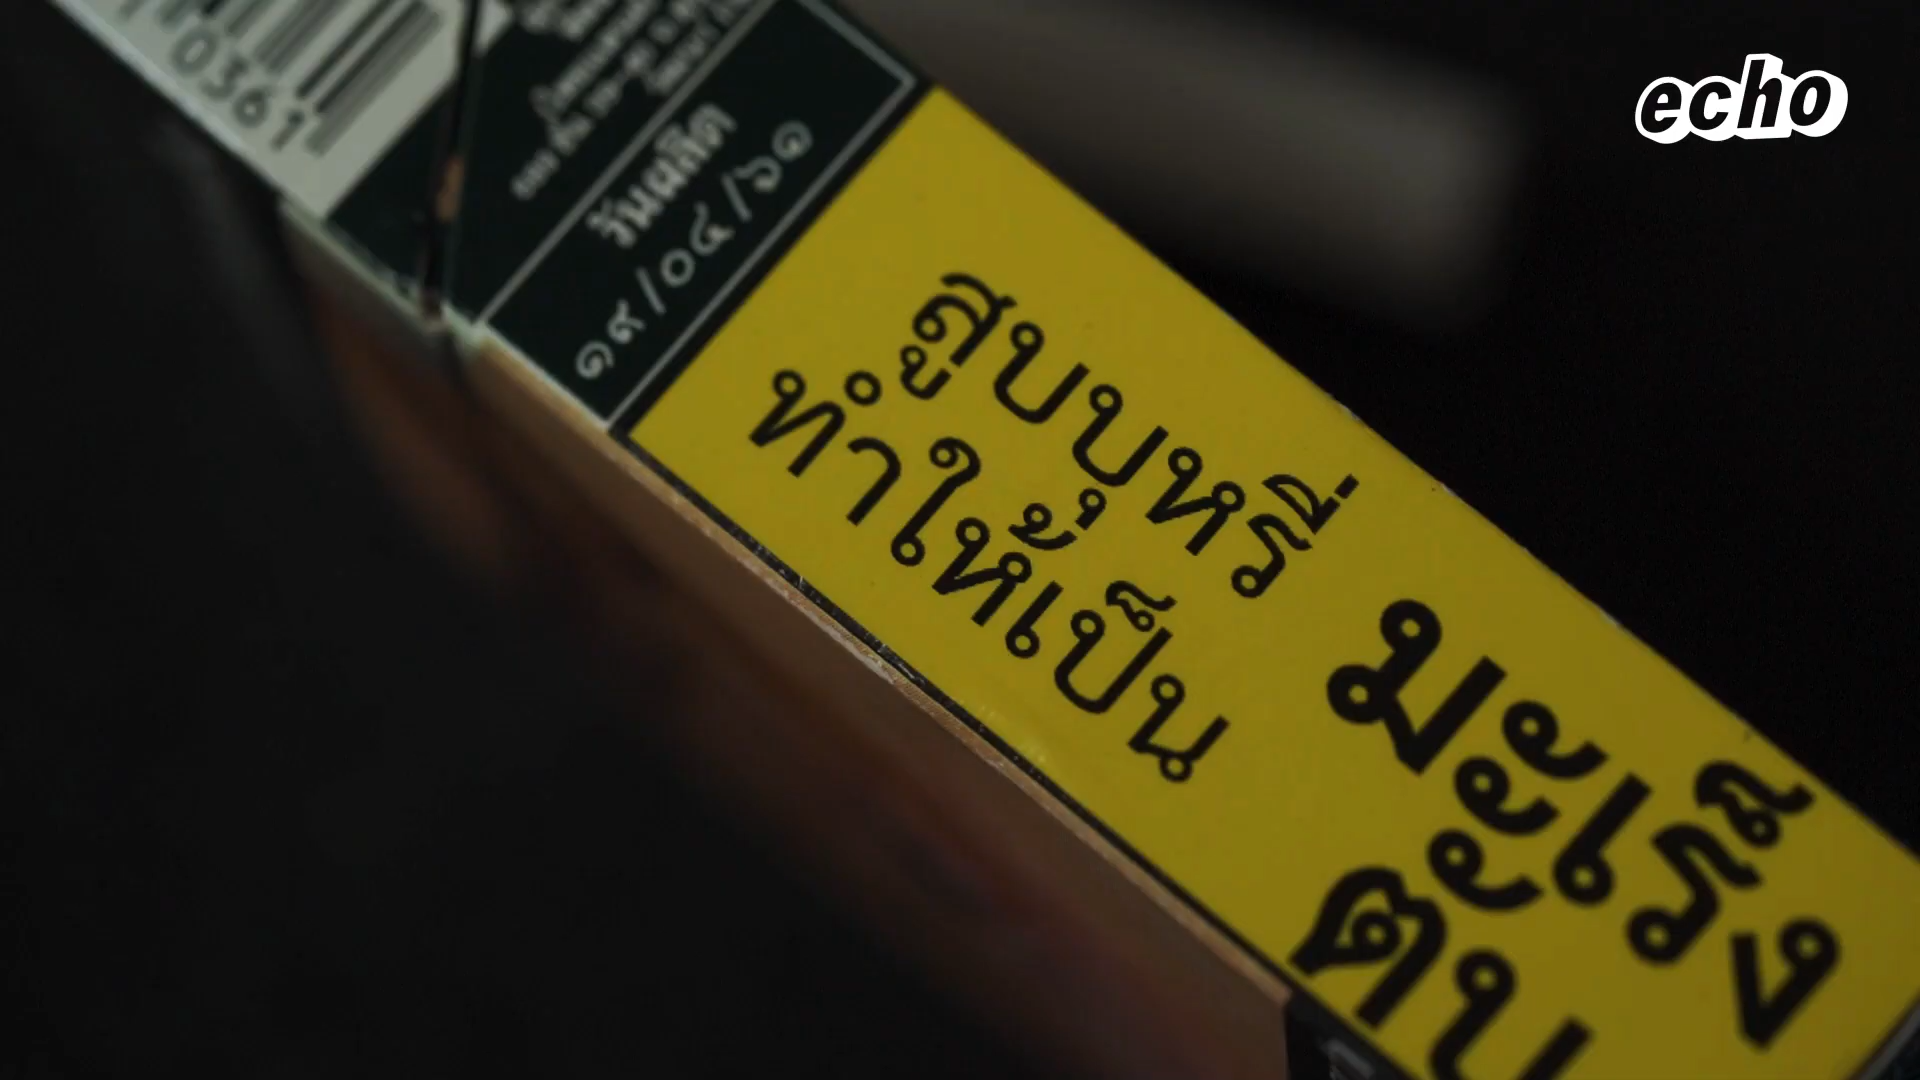 echo
10361
วันผลิต
๑๙/๐๔/๖๑
สูบบุหรี่
ทำให้เป็น
มะเร็ง
ตับ